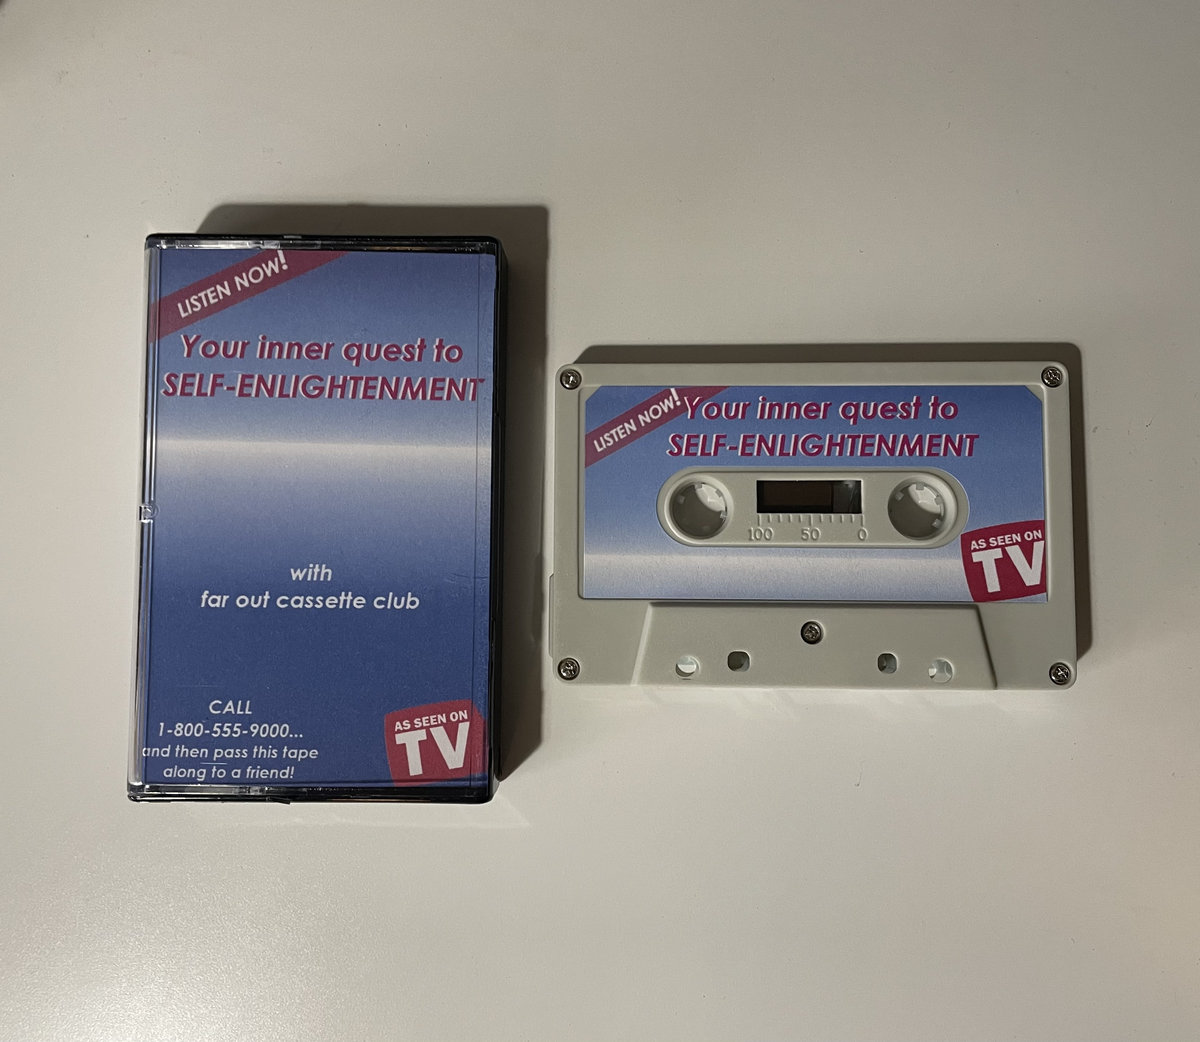 LISTEN NOW!
Your inner quest to
SELF-ENLIGHTENMENT
with
far out cassette club
CALL
1-800-555-9000...
and then pass this tape
along to a friend!
AS SEEN ON
TV
LISTEN NOW!
Your inner quest to
SELF-ENLIGHTENMENT
100 50 0
AS SEEN ON
TV